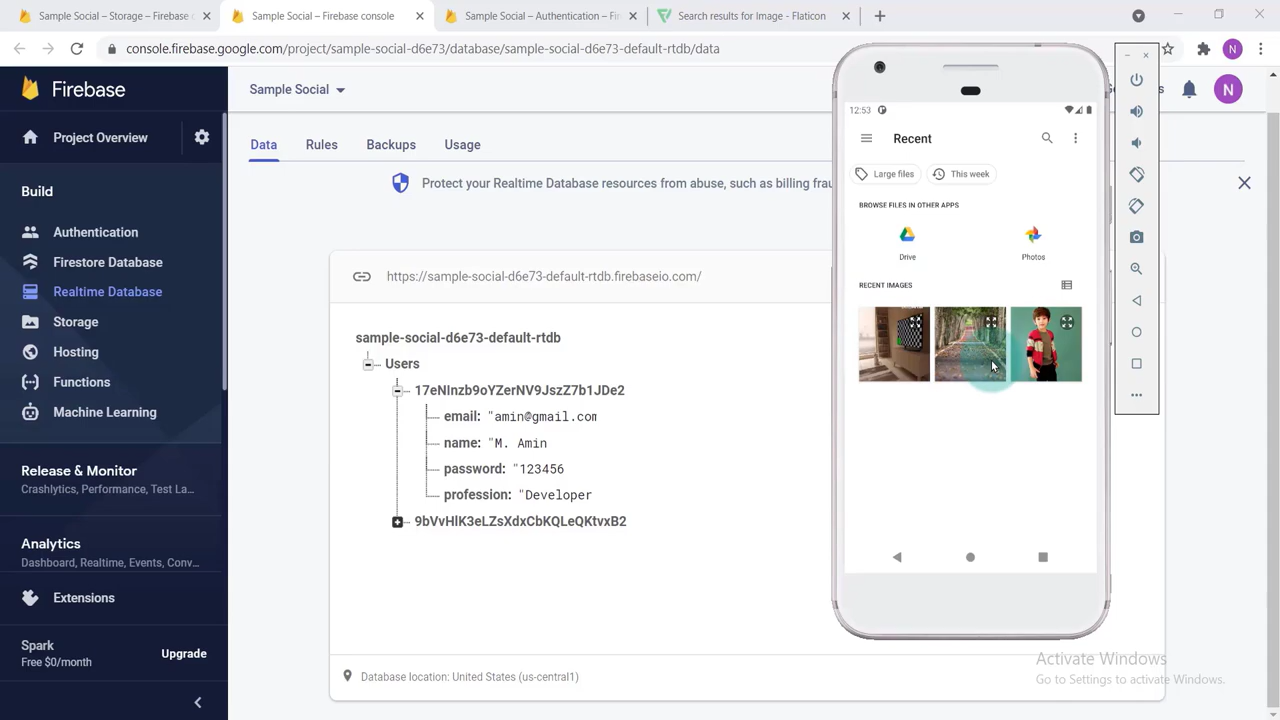 Sample Social – Storage – Firebase c
Sample Social – Firebase console
Sample Social – Authentication – Fir
Search results for Image - Flaticon
console.firebase.google.com/project/sample-social-d6e73/database/sample-social-d6e73-default-rtdb/data
N
Firebase
Sample Social
N
Project Overview
Data
Rules
Backups
Usage
Protect your Realtime Database resources from abuse, such as billing frau
Build
Authentication
Firestore Database
Realtime Database
Storage
Hosting
Functions
Machine Learning
Release & Monitor
Crashlytics, Performance, Test La...
Analytics
Dashboard, Realtime, Events, Conv...
Extensions
Spark
Free $0/month
Upgrade
https://sample-social-d6e73-default-rtdb.firebaseio.com/
sample-social-d6e73-default-rtdb
Users
17eNInzb9oYZerNV9JszZ7b1JDe2
email: "amin@gmail.com
name: "M. Amin
password: "123456
profession: "Developer
9bVvHlK3eLZsXdxCbKQLeQKtvxB2
Database location: United States (us-central1)
12:53
Recent
Large files
This week
BROWSE FILES IN OTHER APPS
Drive
Photos
RECENT IMAGES
Activate Windows
Go to Settings to activate Windows.